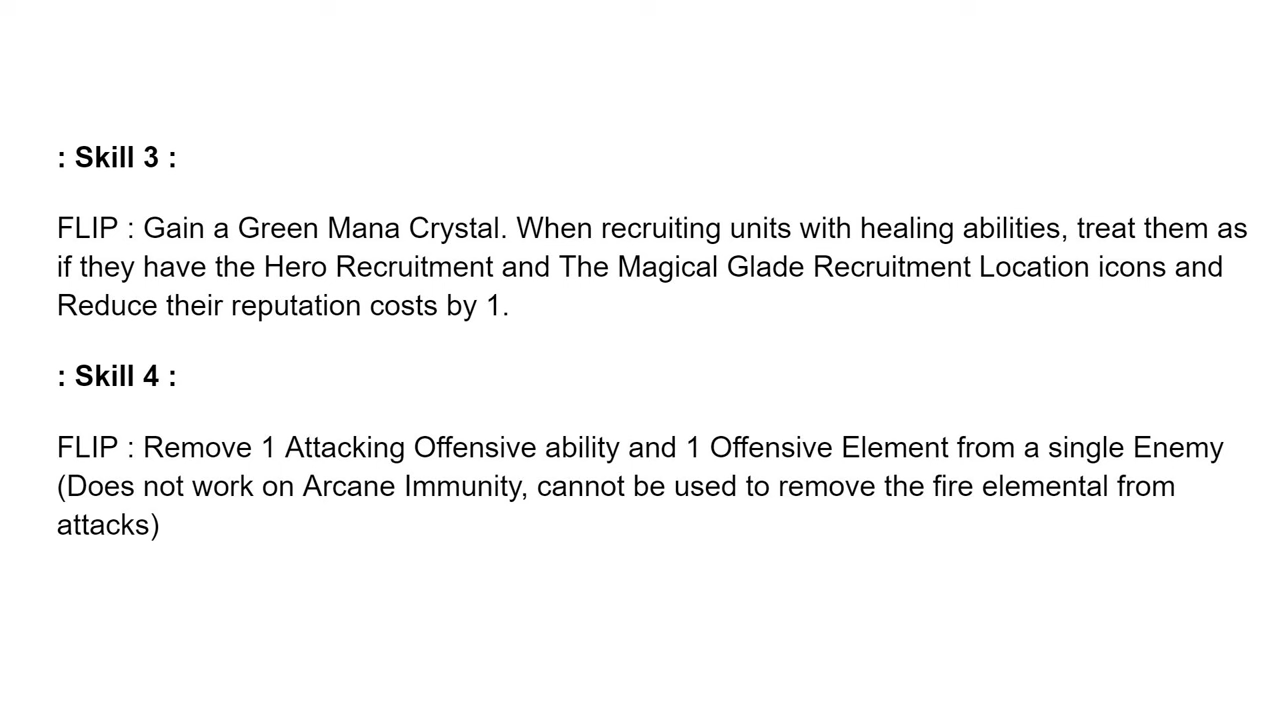 : Skill 3 :
FLIP : Gain a Green Mana Crystal. When recruiting units with healing abilities, treat them as
if they have the Hero Recruitment and The Magical Glade Recruitment Location icons and
Reduce their reputation costs by 1.
: Skill 4 :
FLIP : Remove 1 Attacking Offensive ability and 1 Offensive Element from a single Enemy
(Does not work on Arcane Immunity, cannot be used to remove the fire elemental from
attacks)